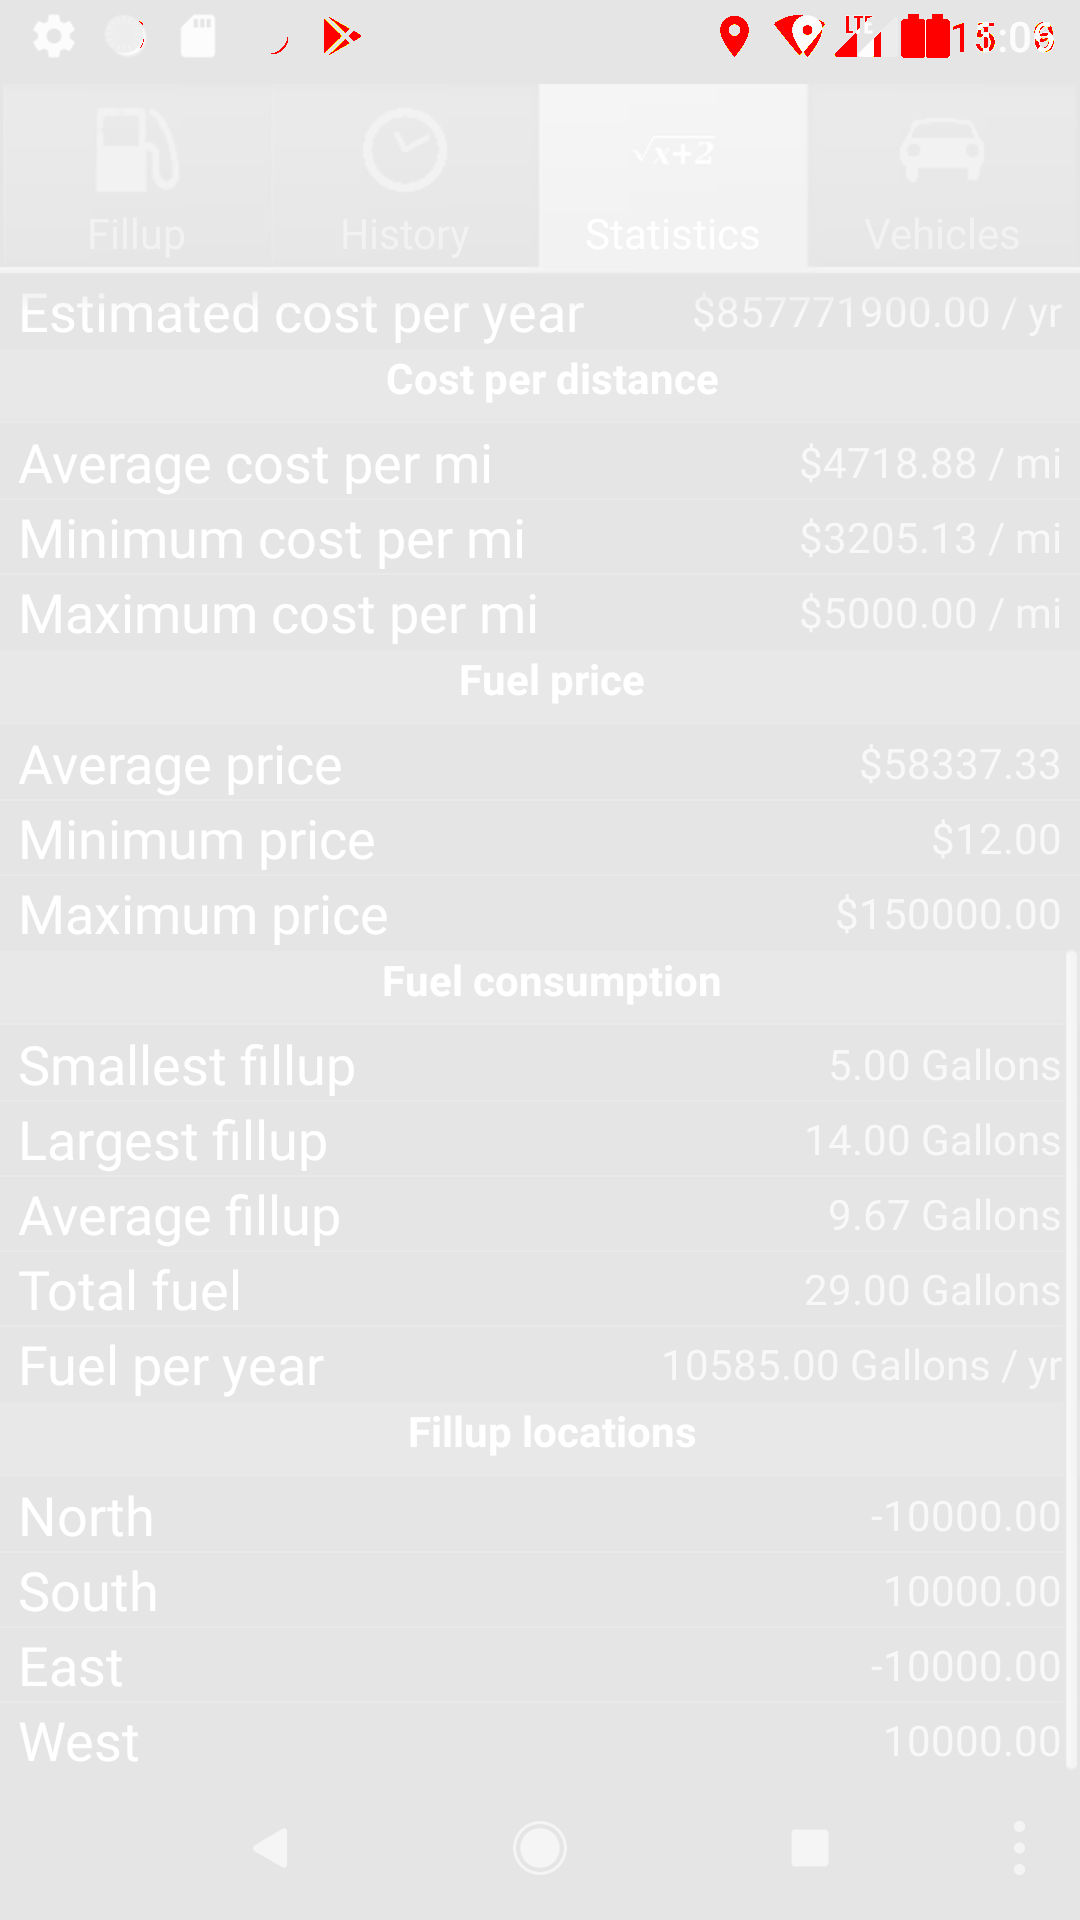 LTE
Fillup
History
√x+2
Statistics
Vehicles
Estimated cost per year $857771900.00 / yr
Cost per distance
Average cost per mi $4718.88 / mi
Minimum cost per mi $3205.13 / mi
Maximum cost per mi $5000.00 / mi
Fuel price
Average price $58337.33
Minimum price $12.00
Maximum price $150000.00
Fuel consumption
Smallest fillup 5.00 Gallons
Largest fillup 14.00 Gallons
Average fillup 9.67 Gallons
Total fuel 29.00 Gallons
Fuel per year 10585.00 Gallons / yr
Fillup locations
North -10000.00
South 10000.00
East -10000.00
West 10000.00